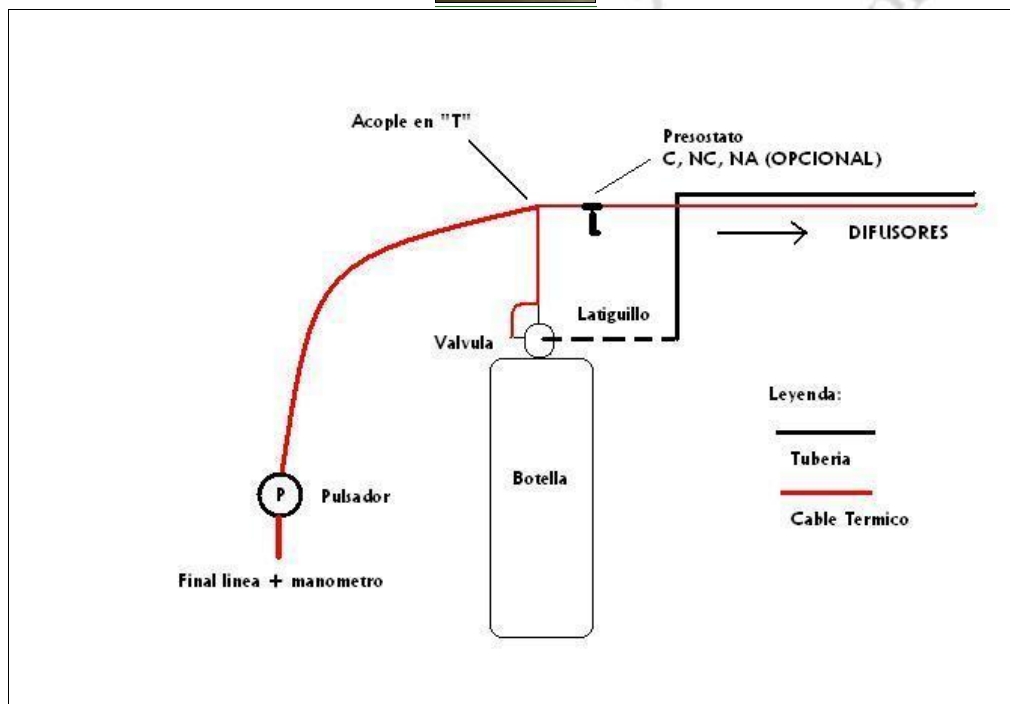 Acople en "T"
Presostato
C, NC, NA (OPCIONAL)
DIFUSORES
Latiguillo
Valvula
Leyenda:
Tuberia
Botella
P
Pulsador
Cable Termico
Final linea + manometro